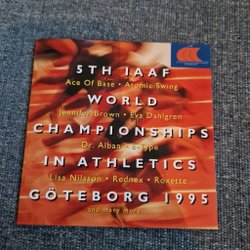 5TH IAAF
Ace Of Base • Atomic Swing
WORLD
Jennifer Brown • Eva Dahlgren
CHAMPIONSHIPS
Dr. Alban • E-Type
IN ATHLETICS
Lisa Nilsson • Rednex • Roxette
GÖTEBORG 1995
and many more